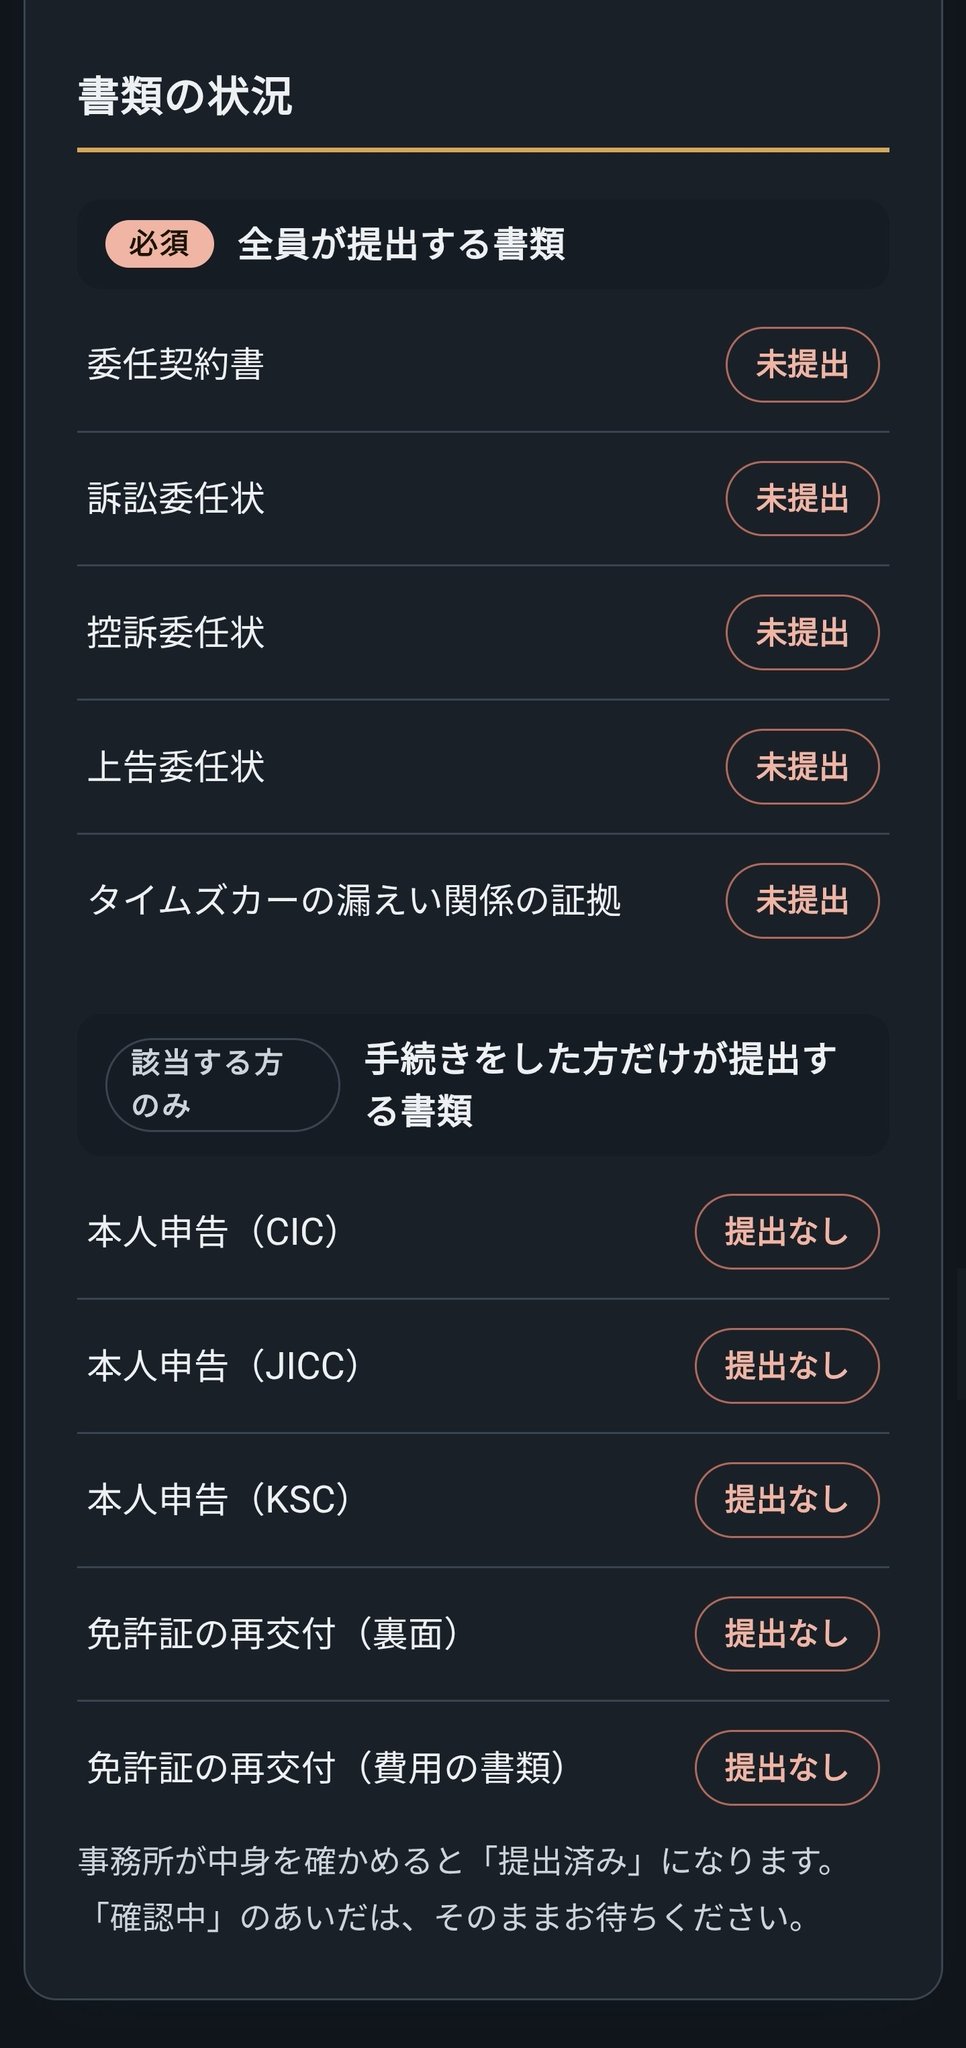 書類の状況
必須 全員が提出する書類
委任契約書 未提出
訴訟委任状 未提出
控訴委任状 未提出
上告委任状 未提出
タイムズカーの漏えい関係の証拠 未提出
該当する方のみ 手続きをした方だけが提出する書類
本人申告（CIC） 提出なし
本人申告（JICC） 提出なし
本人申告（KSC） 提出なし
免許証の再交付（裏面） 提出なし
免許証の再交付（費用の書類） 提出なし
事務所が中身を確かめると「提出済み」になります。
「確認中」のあいだは、そのままお待ちください。